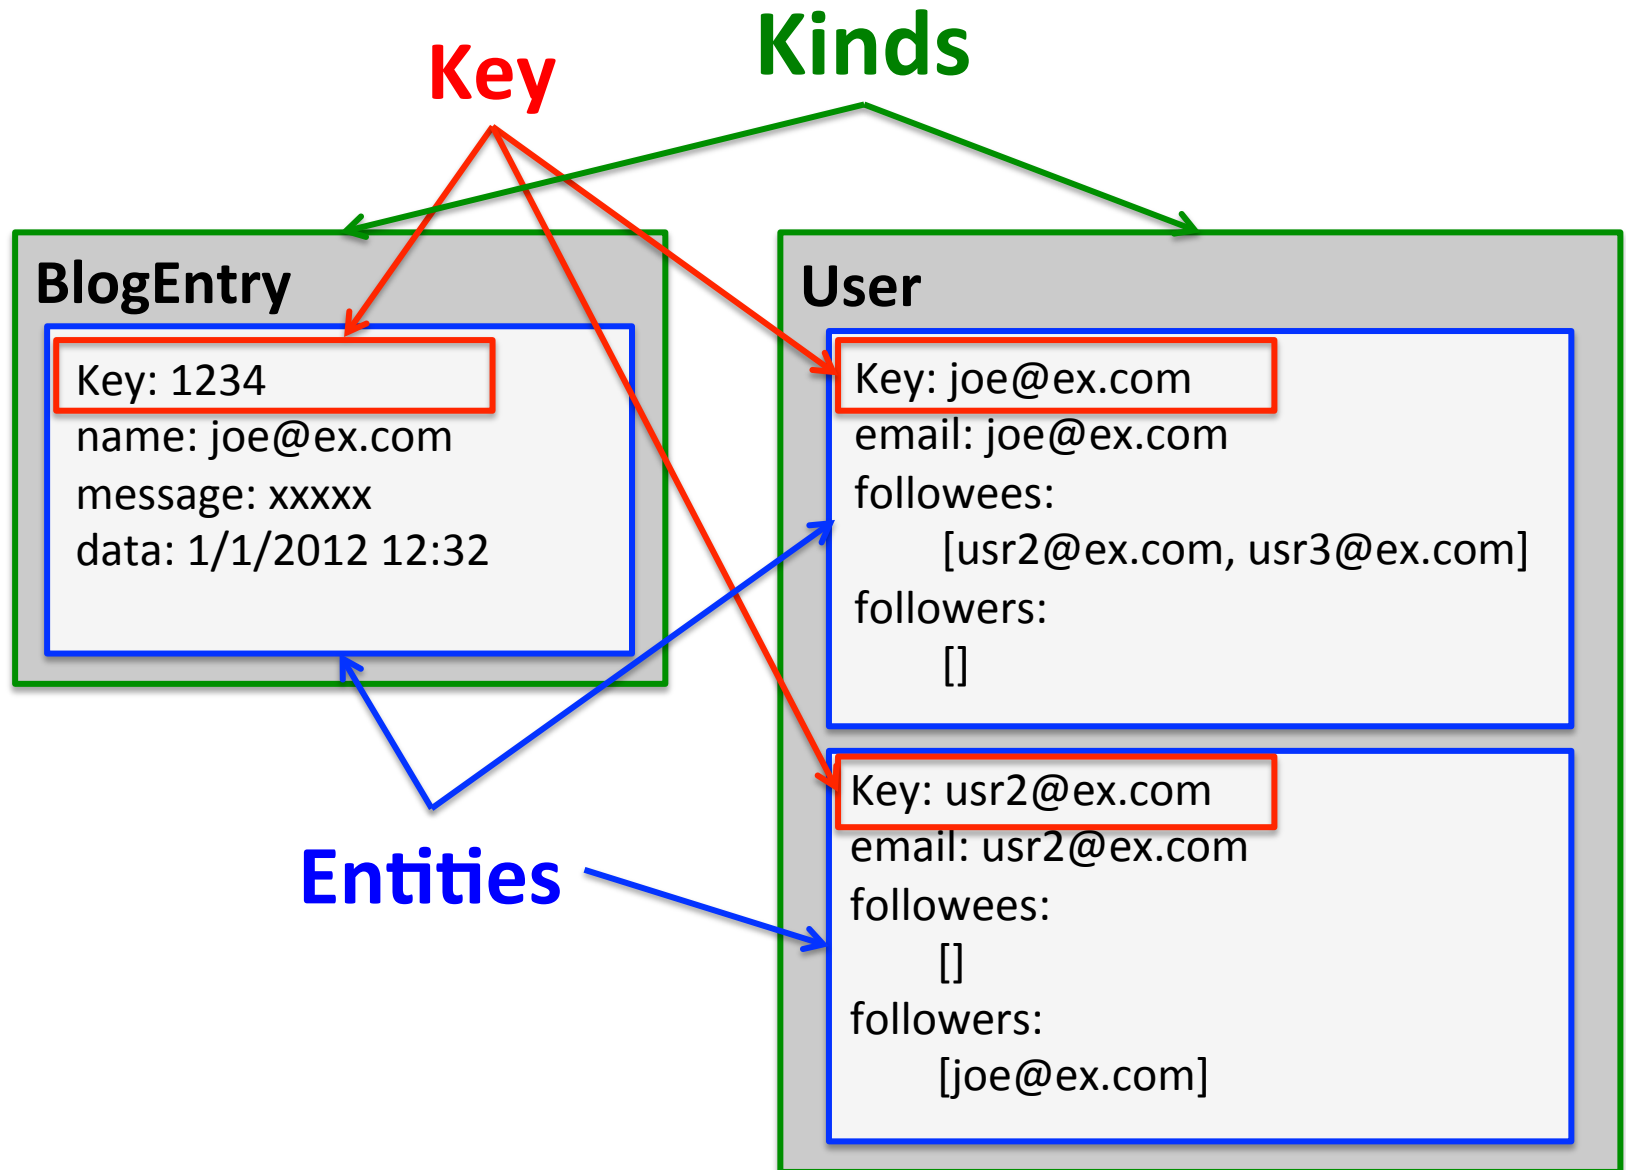 Key
Kinds
BlogEntry
Key: 1234
name: joe@ex.com
message: xxxxx
data: 1/1/2012 12:32
User
Key: joe@ex.com
email: joe@ex.com
followees:
[usr2@ex.com, usr3@ex.com]
followers:
[]
Key: usr2@ex.com
email: usr2@ex.com
followees:
[]
followers:
[joe@ex.com]
Entities